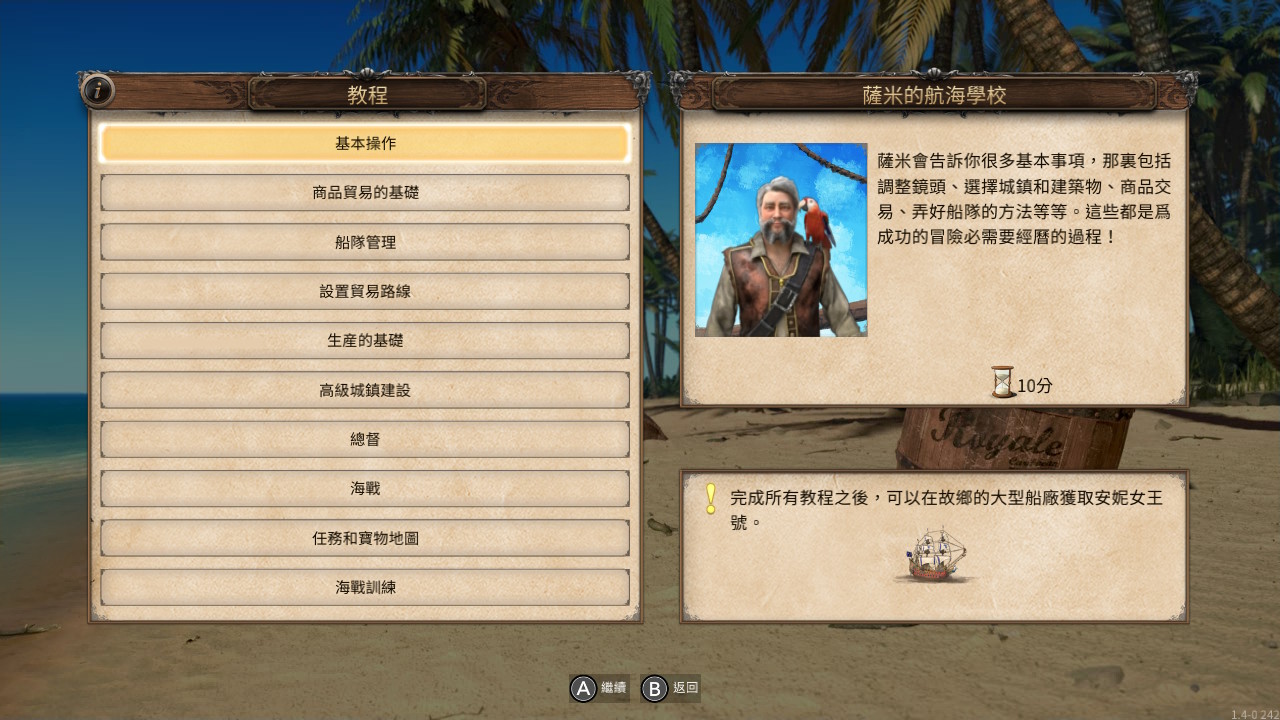 教程
基本操作
商品貿易的基礎
船隊管理
設置貿易路線
生産的基礎
高級城鎮建設
總督
海戰
任務和寶物地圖
海戰訓練
薩米的航海學校
薩米會告訴你很多基本事項，那裏包括
調整鏡頭、選擇城鎮和建築物、商品交
易、弄好船隊的方法等等。這些都是爲
成功的冒險必需要經曆的過程！
10分
Royale
完成所有教程之後，可以在故鄉的大型船廠獲取安妮女王
號。
A 繼續 B 返回
1.4-0 242